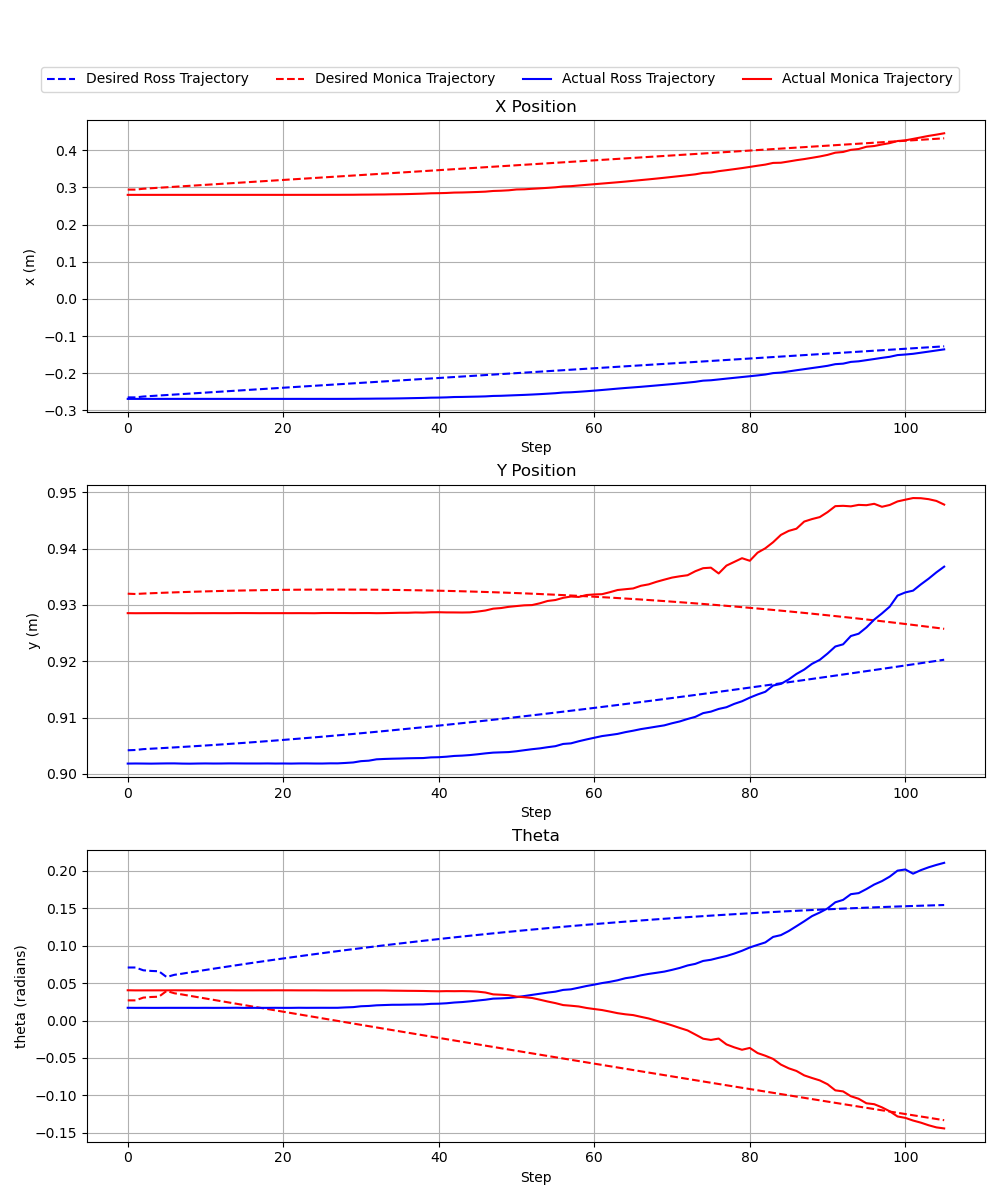 Desired Ross Trajectory Desired Monica Trajectory Actual Ross Trajectory Actual Monica Trajectory
X Position
0.4
0.3
0.2
0.1
0.0
−0.1
−0.2
−0.3
x (m)
0 20 40 60 80 100
Step
Y Position
0.95
0.94
0.93
0.92
0.91
0.90
y (m)
0 20 40 60 80 100
Step
Theta
0.20
0.15
0.10
0.05
0.00
−0.05
−0.10
−0.15
theta (radians)
0 20 40 60 80 100
Step